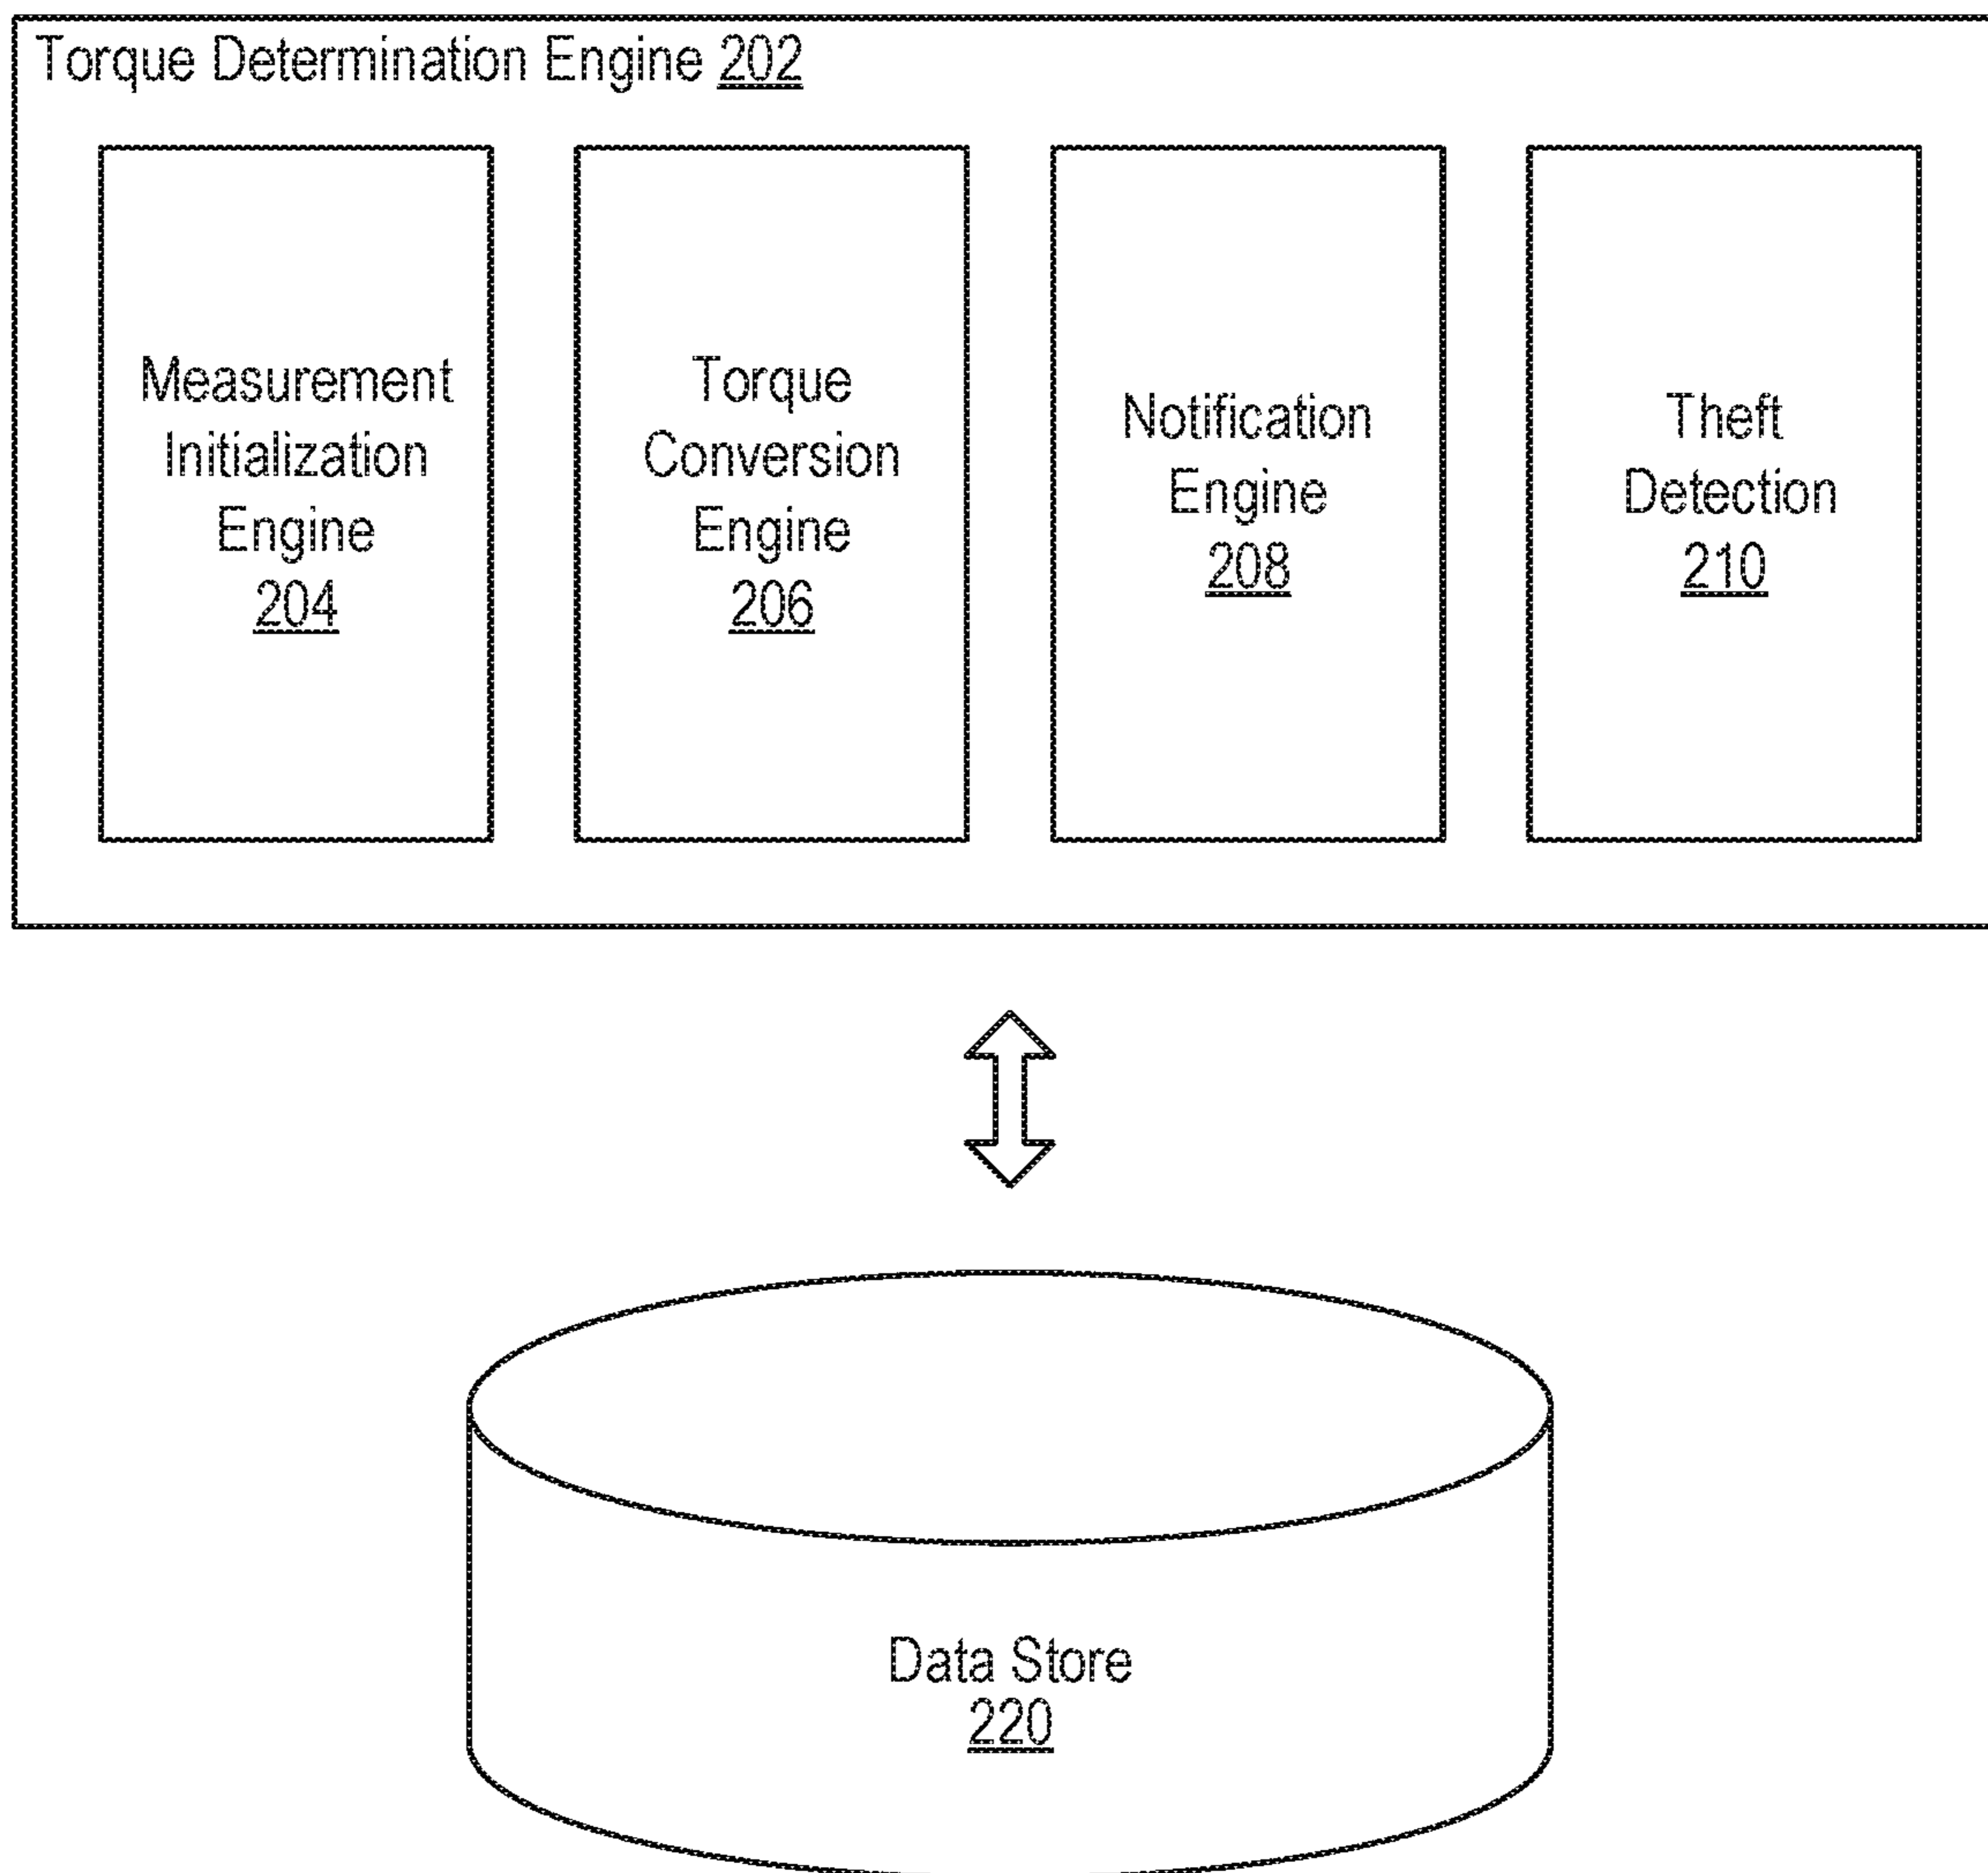 Torque Determination Engine 202
Measurement
Initialization
Engine
204
Torque
Conversion
Engine
206
Notification
Engine
208
Theft
Detection
210
Data Store
220